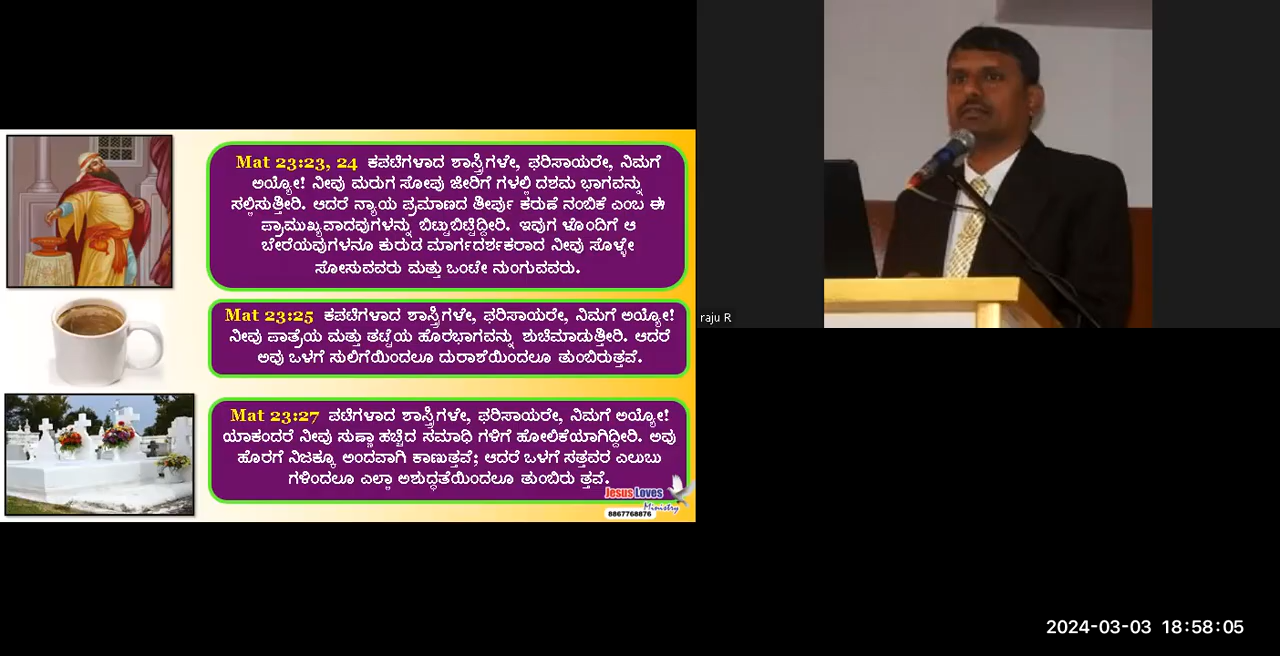 Mat 23:23, 24 ಕಪಟಿಗಳಾದ ಶಾಸ್ತ್ರಿಗಳೇ, ಫರಿಸಾಯರೇ, ನಿಮಗೆ
ಅಯ್ಯೋ! ನೀವು ಮರುಗ ಸೋಪು ಜೀರಿಗೆ ಗಳಲ್ಲಿ ದಶಮ ಭಾಗವನ್ನು
ಸಲ್ಲಿಸುತ್ತೀರಿ. ಆದರೆ ನ್ಯಾಯ ಪ್ರಮಾಣದ ತೀರ್ಪು ಕರುಣೆ ನಂಬಿಕೆ ಎಂಬ ಈ
ಪ್ರಾಮುಖ್ಯವಾದವುಗಳನ್ನು ಬಿಟ್ಟುಬಿಟ್ಟಿದ್ದೀರಿ. ಇವುಗ ಳೊಂದಿಗೆ ಆ
ಬೇರೆಯವುಗಳನೂ ಕುರುಡ ಮಾರ್ಗದರ್ಶಕರಾದ ನೀವು ಸೊಳ್ಳೇ
ಸೋಸುವವರು ಮತ್ತು ಒಂಟೇ ನುಂಗುವವರು.
Mat 23:25 ಕಪಟಿಗಳಾದ ಶಾಸ್ತ್ರಿಗಳೇ, ಫರಿಸಾಯರೇ, ನಿಮಗೆ ಅಯ್ಯೋ!
ನೀವು ಪಾತ್ರೆಯ ಮತ್ತು ತಟ್ಟೆಯ ಹೊರಭಾಗವನ್ನು ಶುಚಿಮಾಡುತ್ತೀರಿ. ಆದರೆ
ಅವು ಒಳಗೆ ಸುಲಿಗೆಯಿಂದಲೂ ದುರಾಶೆಯಿಂದಲೂ ತುಂಬಿರುತ್ತವೆ.
Mat 23:27 ಪಟಿಗಳಾದ ಶಾಸ್ತ್ರಿಗಳೇ, ಫರಿಸಾಯರೇ, ನಿಮಗೆ ಅಯ್ಯೋ!
ಯಾಕಂದರೆ ನೀವು ಸುಣ್ಣಾ ಹಚ್ಚಿದ ಸಮಾಧಿ ಗಳಿಗೆ ಹೋಲಿಕೆಯಾಗಿದ್ದೀರಿ. ಅವು
ಹೊರಗೆ ನಿಜಕ್ಕೂ ಅಂದವಾಗಿ ಕಾಣುತ್ತವೆ; ಆದರೆ ಒಳಗೆ ಸತ್ತವರ ಎಲುಬು
ಗಳಿಂದಲೂ ಎಲ್ಲಾ ಅಶುದ್ಧತೆಯಿಂದಲೂ ತುಂಬಿರು ತ್ತವೆ.
Jesus Loves
Ministry
8867768876
raju R
2024-03-03 18:58:05